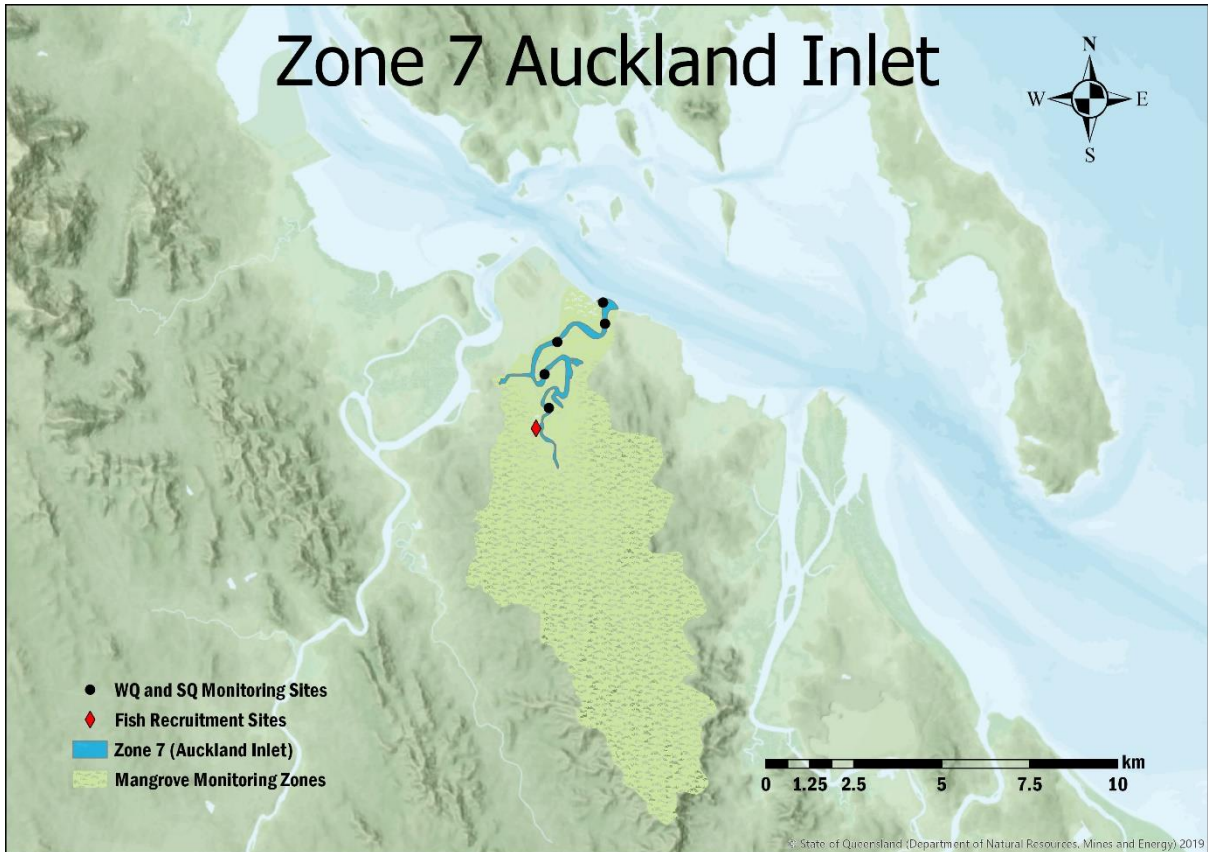 Zone 7 Auckland Inlet
N
W E
S
WQ and SQ Monitoring Sites
Fish Recruitment Sites
Zone 7 (Auckland Inlet)
Mangrove Monitoring Zones
km
0 1.25 2.5 5 7.5 10
State of Queensland (Department of Natural Resources, Mines and Energy) 2019